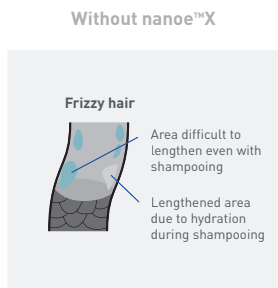 Without nanoe™X
Frizzy hair
Area difficult to
lengthen even with
shampooing
Lengthened area
due to hydration
during shampooing